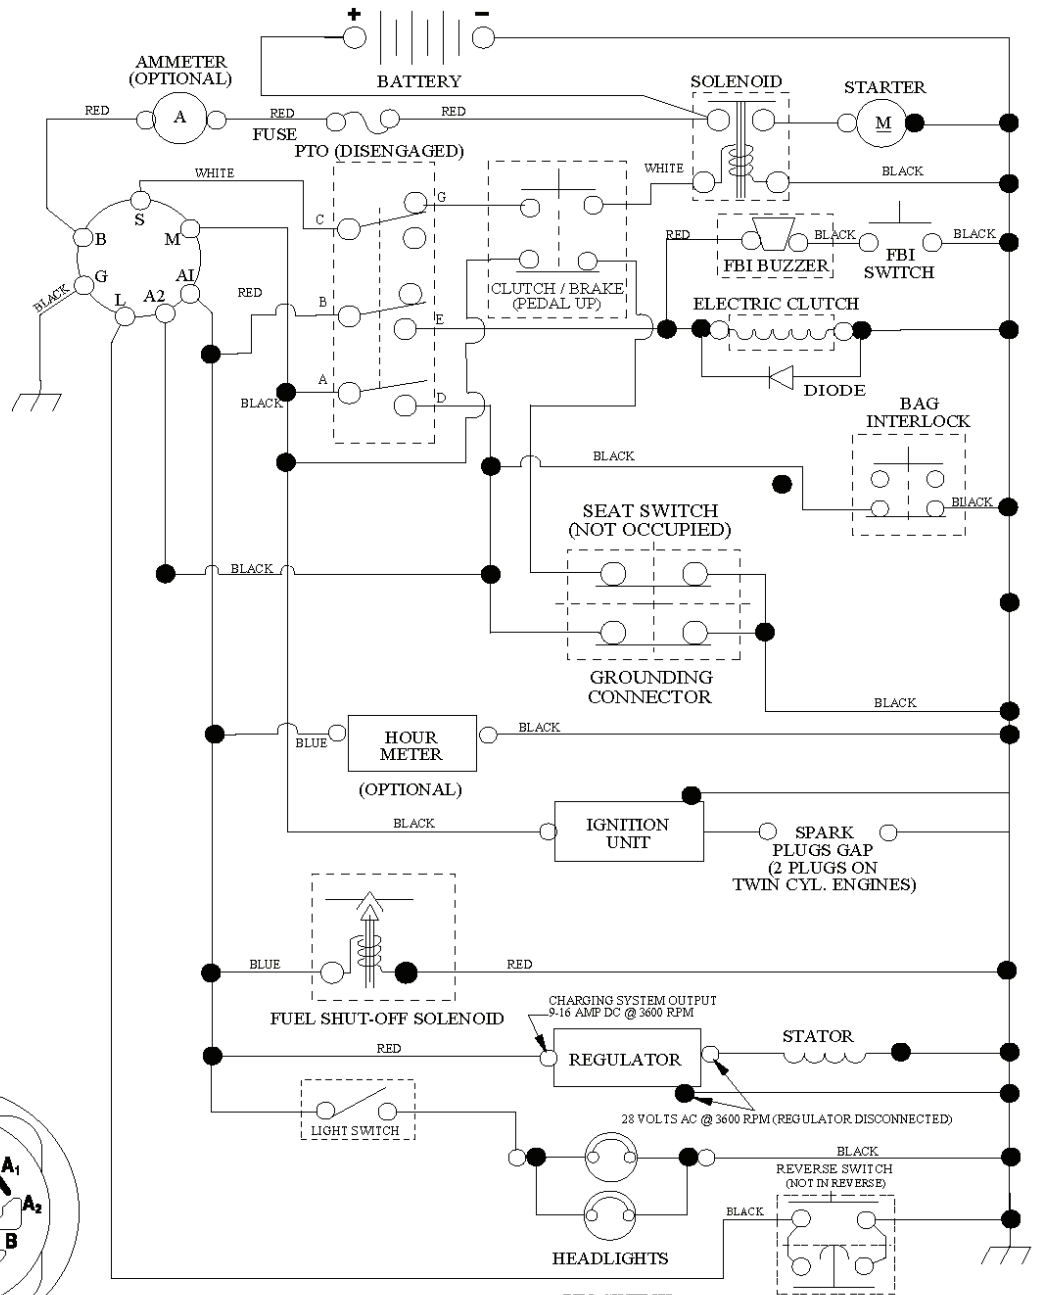 + −
BATTERY
AMMETER
(OPTIONAL)
A
RED
RED
FUSE
RED
PTO (DISENGAGED)
SOLENOID
STARTER
M
WHITE
WHITE
BLACK
S
M
B
G
L
A2
A1
BLACK
RED
C
G
B
E
A
D
BLACK
CLUTCH / BRAKE
(PEDAL UP)
RED
FBI BUZZER
BLACK
FBI
SWITCH
BLACK
ELECTRIC CLUTCH
DIODE
BAG
INTERLOCK
BLACK
BLACK
SEAT SWITCH
(NOT OCCUPIED)
BLACK
GROUNDING
CONNECTOR
BLACK
BLUE
HOUR
METER
BLACK
(OPTIONAL)
BLACK
IGNITION
UNIT
SPARK
PLUGS GAP
(2 PLUGS ON
TWIN CYL. ENGINES)
BLUE
RED
FUEL SHUT-OFF SOLENOID
CHARGING SYSTEM OUTPUT
9-16 AMP DC @ 3600 RPM
RED
REGULATOR
STATOR
28 VOLTS AC @ 3600 RPM (REGULATOR DISCONNECTED)
LIGHT SWITCH
BLACK
REVERSE SWITCH
(NOT IN REVERSE)
BLACK
HEADLIGHTS
A1
A2
B